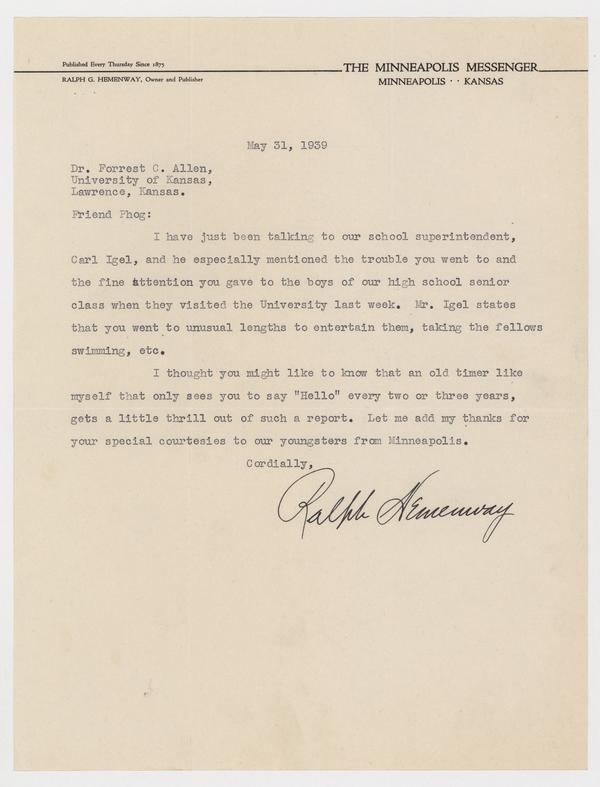 Published Every Thursday Since 1875
RALPH G. HEMENWAY, Owner and Publisher
THE MINNEAPOLIS MESSENGER
MINNEAPOLIS · · KANSAS
May 31, 1939
Dr. Forrest C. Allen,
University of Kansas,
Lawrence, Kansas.
Friend Phog:
I have just been talking to our school superintendent,
Carl Igel, and he especially mentioned the trouble you went to and
the fine attention you gave to the boys of our high school senior
class when they visited the University last week. Mr. Igel states
that you went to unusual lengths to entertain them, taking the fellows
swimming, etc.
I thought you might like to know that an old timer like
myself that only sees you to say "Hello" every two or three years,
gets a little thrill out of such a report. Let me add my thanks for
your special courtesies to our youngsters from Minneapolis.
Cordially,
Ralph Hemenway